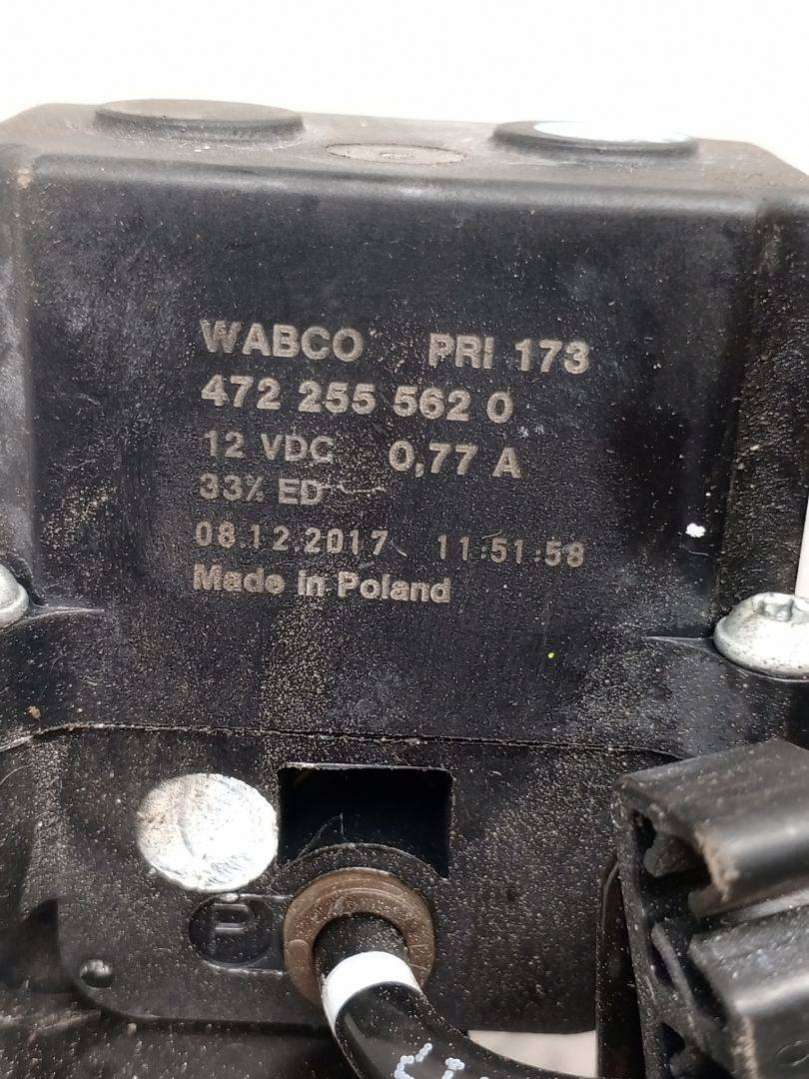 WABCO PRI 173
472 255 562 0
12 VDC 0,77 A
33% ED
08.12.2017 11:51:58
Made in Poland
P